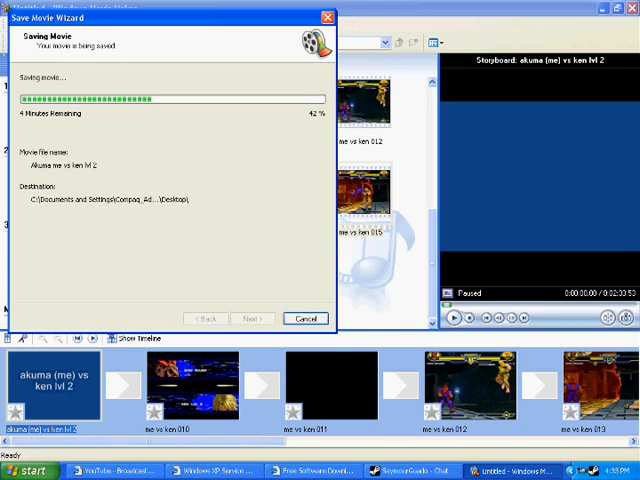 Save Movie Wizard
Saving Movie
Your movie is being saved
Saving movie...
4 Minutes Remaining
42 %
Movie file name:
Akuma me vs ken lvl 2
Destination:
C:\Documents and Settings\Compaq_Ad...\Desktop\
< Back
Next >
Cancel
me vs ken 012
me vs ken 015
Storyboard: akuma (me) vs ken lvl 2
Paused
0:00:00.00 / 0:02:30.53
Show Timeline
akuma (me) vs
ken lvl 2
akuma (me) vs ken lvl 2
me vs ken 010
me vs ken 011
me vs ken 012
me vs ken 013
Ready
start
YouTube - Broadcast ...
Windows XP Service ...
Free Software Downl...
SeymourGuado - Chat
Untitled - Windows M...
4:33 PM